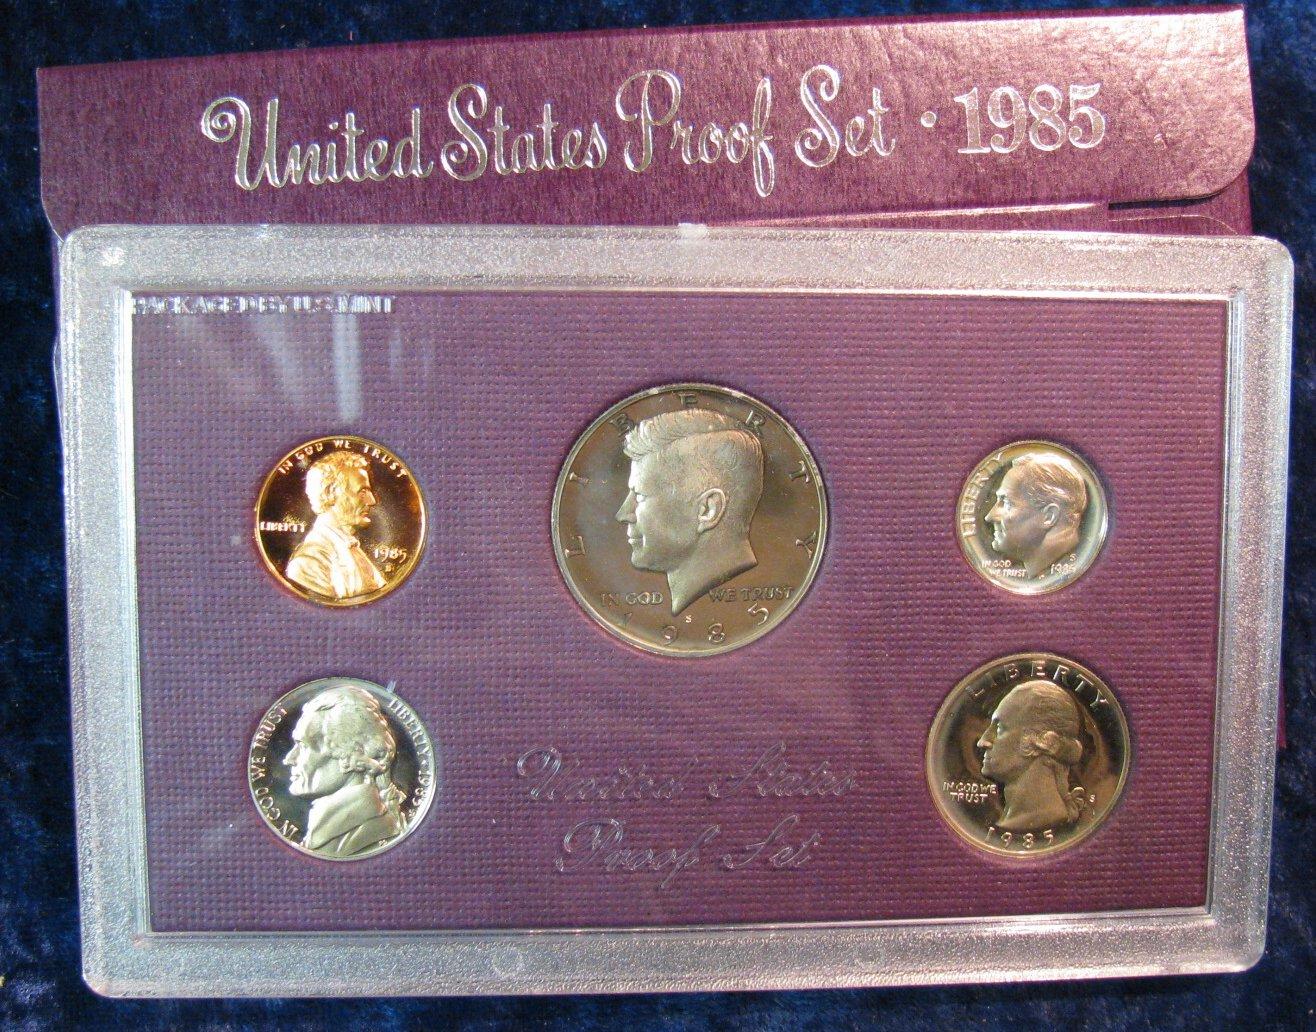 United States Proof Set · 1985
PACKAGED BY U.S. MINT
IN GOD WE TRUST
LIBERTY
1985
S
LIBERTY
IN GOD WE TRUST
S
1985
LIBERTY
IN GOD
WE TRUST
S
1985
IN GOD WE TRUST
LIBERTY · 1985
S
United States
Proof Set
LIBERTY
IN GOD WE
TRUST
S
1985